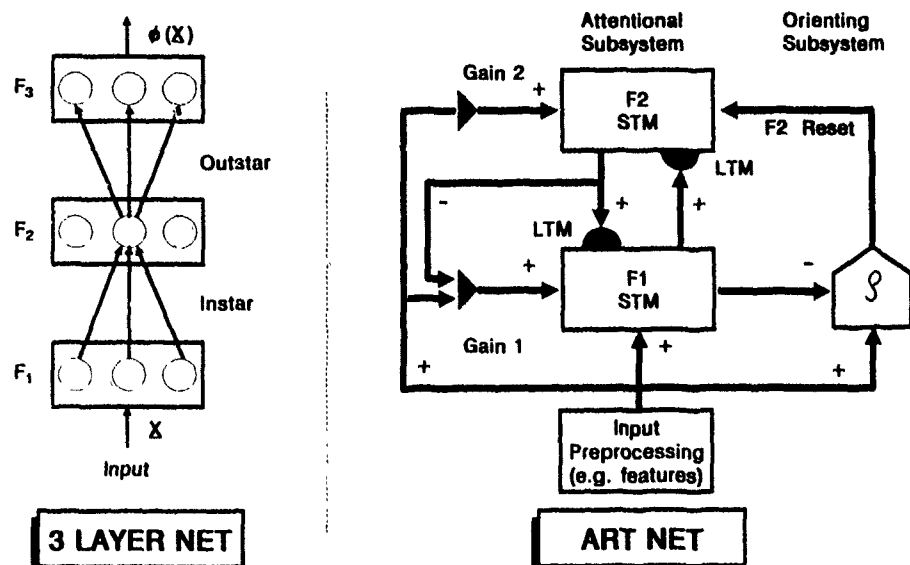 ϕ(X)
F3
Outstar
F2
Instar
F1
X
Input
3 LAYER NET
Attentional
Subsystem
Orienting
Subsystem
Gain 2
+
F2
STM
F2 Reset
LTM
-
+
+
LTM
+
F1
STM
-
ρ
Gain 1
+
+
+
Input
Preprocessing
(e.g. features)
ART NET